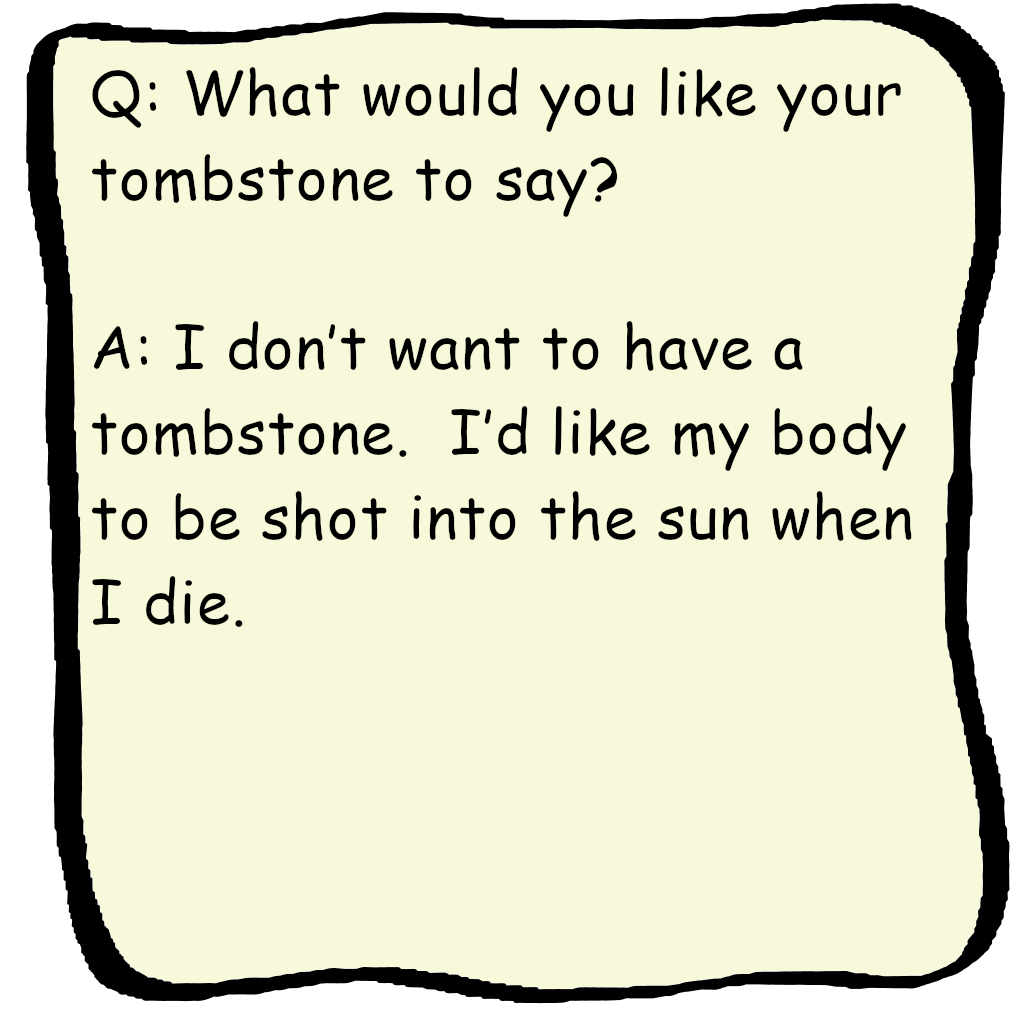 Q: What would you like your
tombstone to say?
A: I don’t want to have a
tombstone.  I’d like my body
to be shot into the sun when
I die.